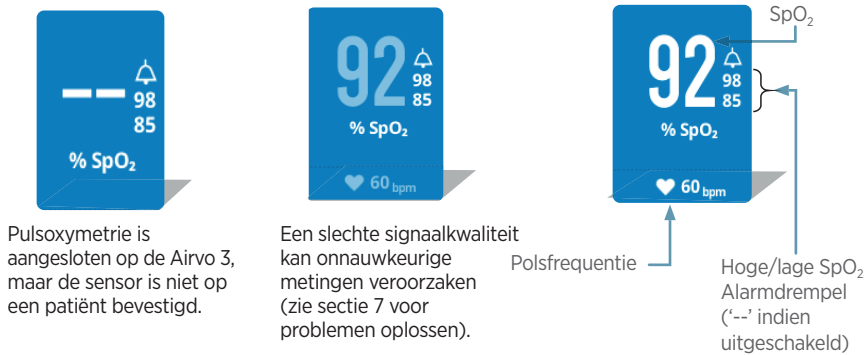 -- 98
85
% SpO₂
Pulsoxymetrie is
aangesloten op de Airvo 3,
maar de sensor is niet op
een patiënt bevestigd.
92 98
85
% SpO₂
60 bpm
Een slechte signaalkwaliteit
kan onnauwkeurige
metingen veroorzaken
(zie sectie 7 voor
problemen oplossen).
SpO₂
92 98
85
% SpO₂
60 bpm
Polsfrequentie
Hoge/lage SpO₂
Alarmdrempel
(‘--’ indien
uitgeschakeld)